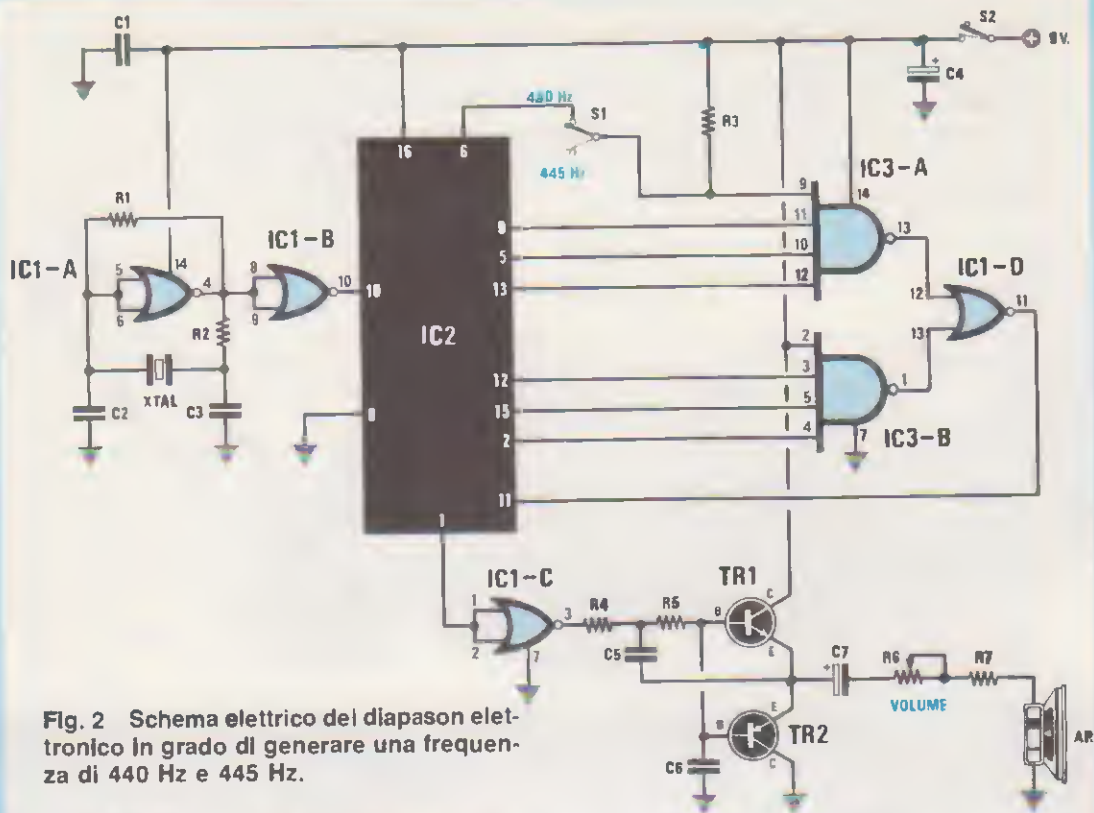 C1
S2
9V.
C4
440 Hz
S1
R3
16
6
445 Hz
IC3-A
9
14
R1
11
13
9
IC1-B
10
IC1-D
IC1-A
5
14
4
8
5
12
12
11
6
9
10
10
13
R2
IC2
2
13
3
12
1
XTAL
5
15
C2
C3
8
4
7
2
IC3-B
11
1
IC1-C
TR1
1
3
R4
R5
B
C
2
7
C5
E
C7
+
R6
R7
VOLUME
E
B
TR2
C6
C
AP
Fig. 2 Schema elettrico del diapason elet-
tronico in grado di generare una frequen-
za di 440 Hz e 445 Hz.